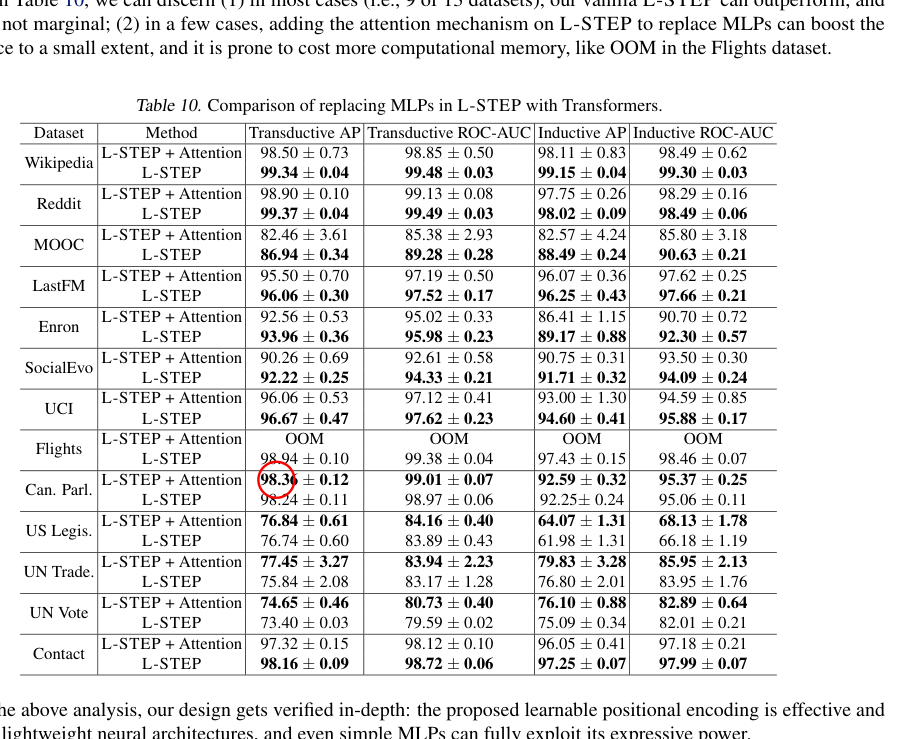 n Table 10, we can discern (1) in most cases (i.e., 9 of 13 datasets), our vanilla L-STEP can outperform, and
not marginal; (2) in a few cases, adding the attention mechanism on L-STEP to replace MLPs can boost the
ce to a small extent, and it is prone to cost more computational memory, like OOM in the Flights dataset.
Table 10. Comparison of replacing MLPs in L-STEP with Transformers.
Dataset Method Transductive AP Transductive ROC-AUC Inductive AP Inductive ROC-AUC
Wikipedia L-STEP + Attention 98.50 ± 0.73 98.85 ± 0.50 98.11 ± 0.83 98.49 ± 0.62
L-STEP 99.34 ± 0.04 99.48 ± 0.03 99.15 ± 0.04 99.30 ± 0.03
Reddit L-STEP + Attention 98.90 ± 0.10 99.13 ± 0.08 97.75 ± 0.26 98.29 ± 0.16
L-STEP 99.37 ± 0.04 99.49 ± 0.03 98.02 ± 0.09 98.49 ± 0.06
MOOC L-STEP + Attention 82.46 ± 3.61 85.38 ± 2.93 82.57 ± 4.24 85.80 ± 3.18
L-STEP 86.94 ± 0.34 89.28 ± 0.28 88.49 ± 0.24 90.63 ± 0.21
LastFM L-STEP + Attention 95.50 ± 0.70 97.19 ± 0.50 96.07 ± 0.36 97.62 ± 0.25
L-STEP 96.06 ± 0.30 97.52 ± 0.17 96.25 ± 0.43 97.66 ± 0.21
Enron L-STEP + Attention 92.56 ± 0.53 95.02 ± 0.33 86.41 ± 1.15 90.70 ± 0.72
L-STEP 93.96 ± 0.36 95.98 ± 0.23 89.17 ± 0.88 92.30 ± 0.57
SocialEvo L-STEP + Attention 90.26 ± 0.69 92.61 ± 0.58 90.75 ± 0.31 93.50 ± 0.30
L-STEP 92.22 ± 0.25 94.33 ± 0.21 91.71 ± 0.32 94.09 ± 0.24
UCI L-STEP + Attention 96.06 ± 0.53 97.12 ± 0.41 93.00 ± 1.30 94.59 ± 0.85
L-STEP 96.67 ± 0.47 97.62 ± 0.23 94.60 ± 0.41 95.88 ± 0.17
Flights L-STEP + Attention OOM OOM OOM OOM
L-STEP 98.94 ± 0.10 99.38 ± 0.04 97.43 ± 0.15 98.46 ± 0.07
Can. Parl. L-STEP + Attention 98.36 ± 0.12 99.01 ± 0.07 92.59 ± 0.32 95.37 ± 0.25
L-STEP 98.24 ± 0.11 98.97 ± 0.06 92.25± 0.24 95.06 ± 0.11
US Legis. L-STEP + Attention 76.84 ± 0.61 84.16 ± 0.40 64.07 ± 1.31 68.13 ± 1.78
L-STEP 76.74 ± 0.60 83.89 ± 0.43 61.98 ± 1.31 66.18 ± 1.19
UN Trade. L-STEP + Attention 77.45 ± 3.27 83.94 ± 2.23 79.83 ± 3.28 85.95 ± 2.13
L-STEP 75.84 ± 2.08 83.17 ± 1.28 76.80 ± 2.01 83.95 ± 1.76
UN Vote L-STEP + Attention 74.65 ± 0.46 80.73 ± 0.40 76.10 ± 0.88 82.89 ± 0.64
L-STEP 73.40 ± 0.03 79.59 ± 0.02 75.09 ± 0.34 82.01 ± 0.21
Contact L-STEP + Attention 97.32 ± 0.15 98.12 ± 0.10 96.05 ± 0.41 97.18 ± 0.21
L-STEP 98.16 ± 0.09 98.72 ± 0.06 97.25 ± 0.07 97.99 ± 0.07
he above analysis, our design gets verified in-depth: the proposed learnable positional encoding is effective and
lightweight neural architectures, and even simple MLPs can fully exploit its expressive power.